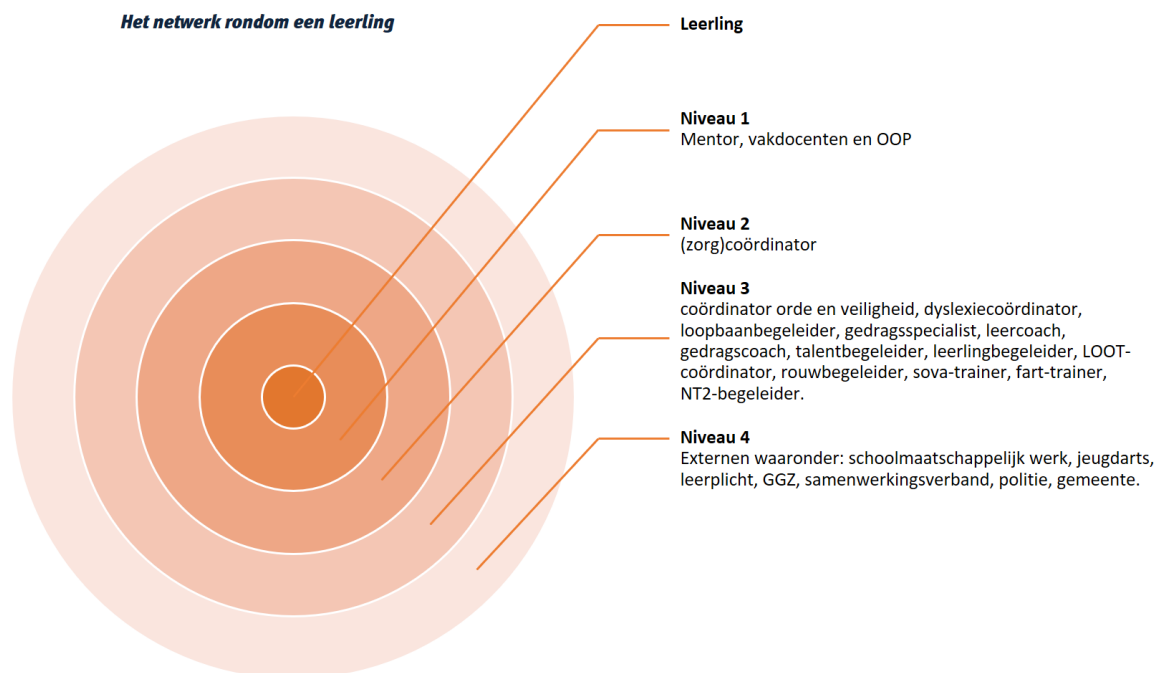 Het netwerk rondom een leerling
Leerling
Niveau 1
Mentor, vakdocenten en OOP
Niveau 2
(zorg)coördinator
Niveau 3
coördinator orde en veiligheid, dyslexiecoördinator,
loopbaanbegeleider, gedragsspecialist, leercoach,
gedragscoach, talentbegeleider, leerlingbegeleider, LOOT-
coördinator, rouwbegeleider, sova-trainer, fart-trainer,
NT2-begeleider.
Niveau 4
Externen waaronder: schoolmaatschappelijk werk, jeugdarts,
leerplicht, GGZ, samenwerkingsverband, politie, gemeente.